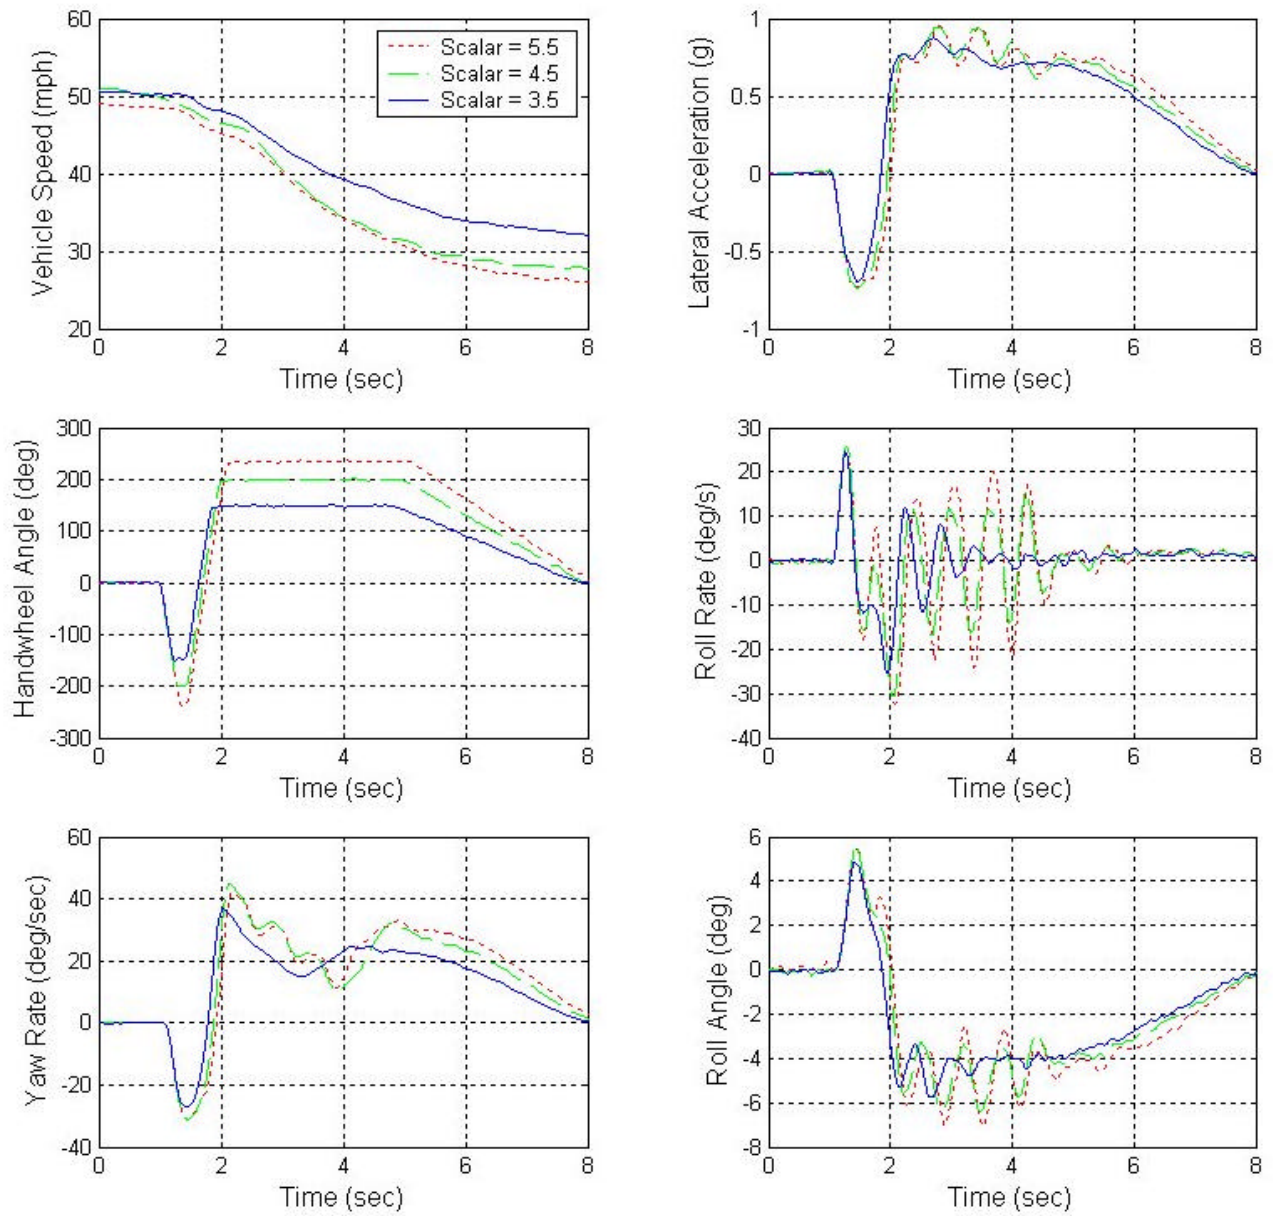 60
50
40
30
20
Vehicle Speed (mph)
Scalar = 5.5
Scalar = 4.5
Scalar = 3.5
0 2 4 6 8
Time (sec)
1
0.5
0
-0.5
-1
Lateral Acceleration (g)
0 2 4 6 8
Time (sec)
300
200
100
0
-100
-200
-300
Handwheel Angle (deg)
0 2 4 6 8
Time (sec)
30
20
10
0
-10
-20
-30
-40
Roll Rate (deg/s)
0 2 4 6 8
Time (sec)
60
40
20
0
-20
-40
Yaw Rate (deg/sec)
0 2 4 6 8
Time (sec)
6
4
2
0
-2
-4
-6
-8
Roll Angle (deg)
0 2 4 6 8
Time (sec)